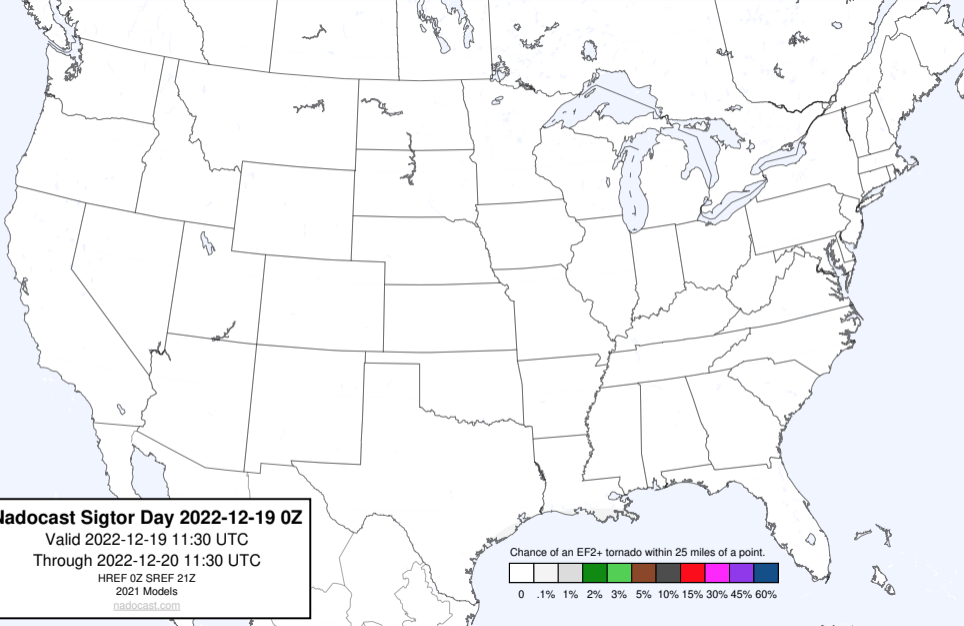 Nadocast Sigtor Day 2022-12-19 0Z
Valid 2022-12-19 11:30 UTC
Through 2022-12-20 11:30 UTC
HREF 0Z SREF 21Z
2021 Models
nadocast.com
Chance of an EF2+ tornado within 25 miles of a point.
0 .1% 1% 2% 3% 5% 10% 15% 30% 45% 60%